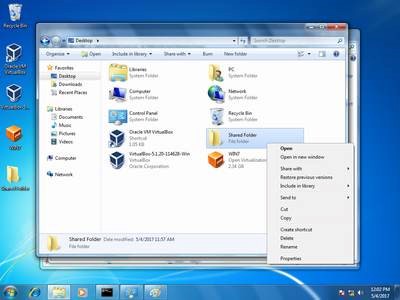 Recycle Bin
Oracle VM
VirtualBox
VirtualBox-5....
WIN7
Shared Folder
Desktop
Search Desktop
Organize
Open
Include in library
Share with
Burn
New folder
Favorites
Desktop
Downloads
Recent Places
Libraries
Documents
Music
Pictures
Videos
Computer
Network
Libraries
System Folder
PC
System Folder
Computer
System Folder
Network
System Folder
Control Panel
System Folder
Recycle Bin
System Folder
Oracle VM VirtualBox
Shortcut
1.05 KB
Shared Folder
File folder
VirtualBox-5.1.20-114628-Win
Oracle Corporation
WIN7
Open Virtualization
2.34 GB
Open
Open in new window
Share with
Restore previous versions
Include in library
Send to
Cut
Copy
Create shortcut
Delete
Rename
Properties
Shared Folder Date modified: 5/4/2017 11:57 AM
File folder
12:02 PM
5/4/2017